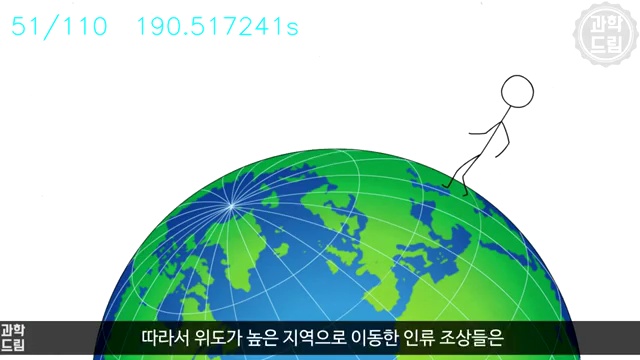 51/110 190.517241s
과학
드림
과학
드림
따라서 위도가 높은 지역으로 이동한 인류 조상들은